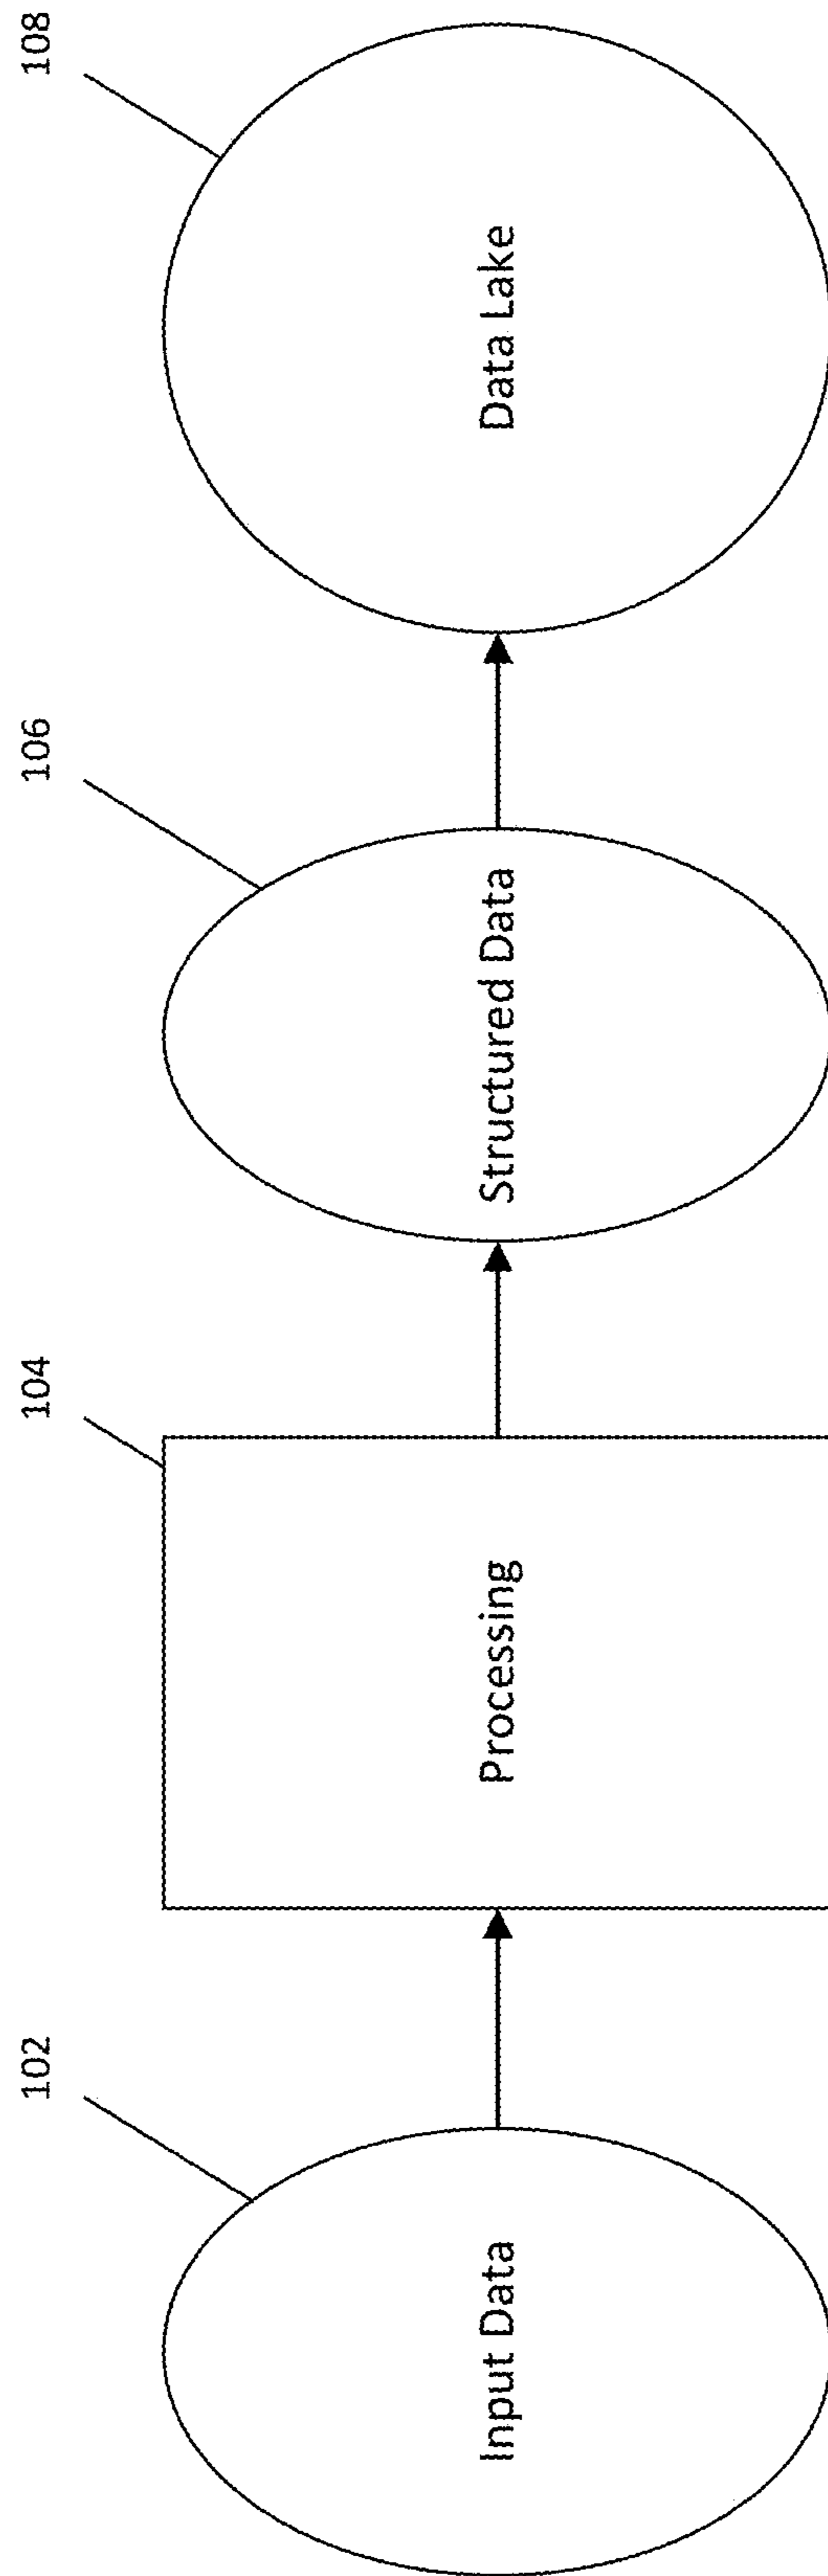 102
104
106
108
Input Data
Processing
Structured Data
Data Lake